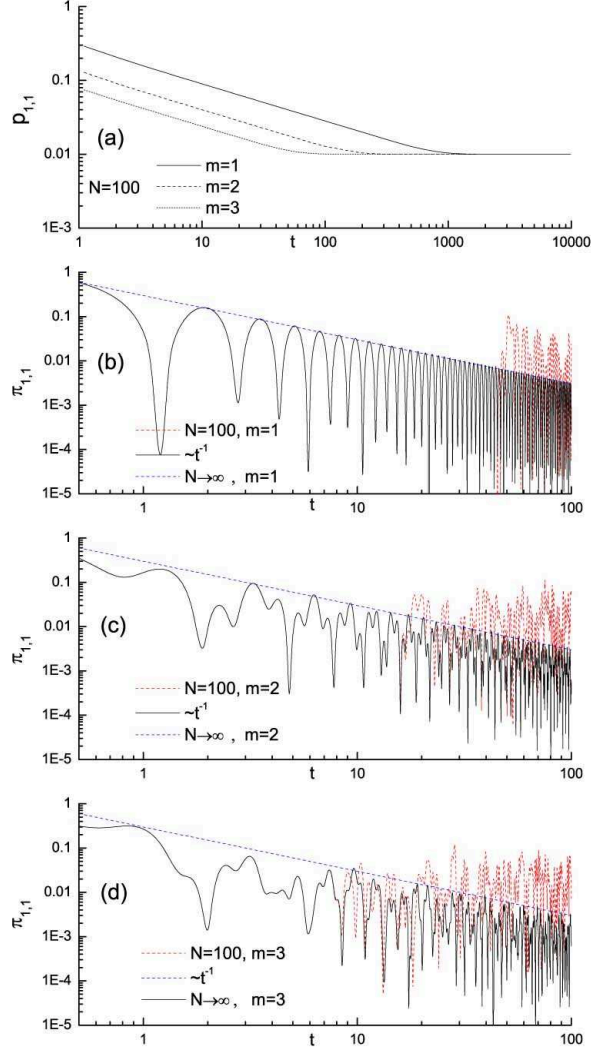 1
0.1
0.01
1E-3
p1,1
(a)
N=100
m=1
m=2
m=3
1 10 t 100 1000 10000
1
0.1
0.01
1E-3
1E-4
1E-5
π1,1
(b)
N=100, m=1
~t-1
N→∞ , m=1
1 t 10 100
1
0.1
0.01
1E-3
1E-4
1E-5
π1,1
(c)
N=100, m=2
~t-1
N→∞ , m=2
1 t 10 100
1
0.1
0.01
1E-3
1E-4
1E-5
π1,1
(d)
N=100, m=3
~t-1
N→∞ , m=3
1 t 10 100